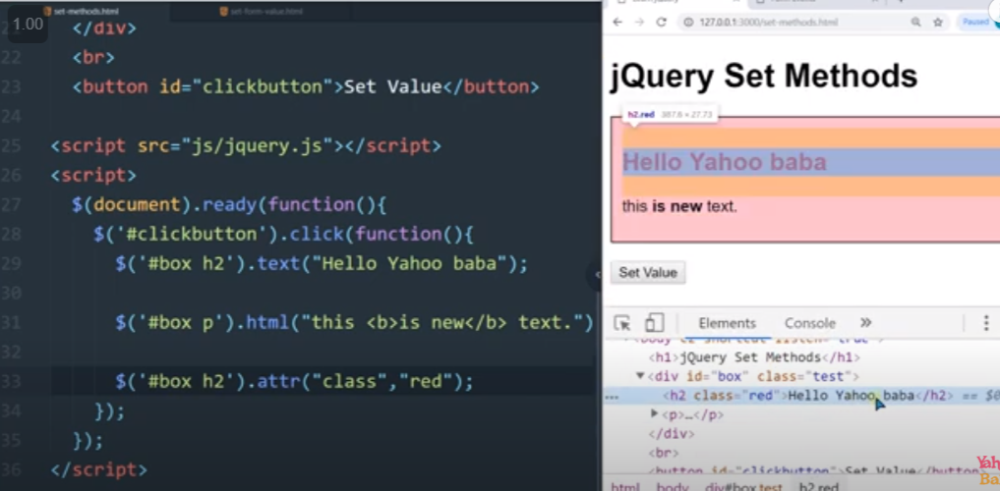 set-methods.html
set-form-value.html
1.00
</div>
22 <br>
23 <button id="clickbutton">Set Value</button>
24
25 <script src="js/jquery.js"></script>
26 <script>
27 $(document).ready(function(){
28 $('#clickbutton').click(function(){
29 $('#box h2').text("Hello Yahoo baba");
30
31 $('#box p').html("this <b>is new</b> text.")
32
33 $('#box h2').attr("class","red");
34 });
35 });
36 </script>
127.0.0.1:3000/set-methods.html
Paused
jQuery Set Methods
h2.red 387.6 × 27.73
Hello Yahoo baba
this is new text.
Set Value
Elements Console »
<h1>jQuery Set Methods</h1>
▼<div id="box" class="test">
... <h2 class="red">Hello Yahoo baba</h2> == $0
▶<p>…</p>
</div>
<br>
<button id="clickbutton">Set Value</button>
html body div#box.test h2.red
Yah
Ba